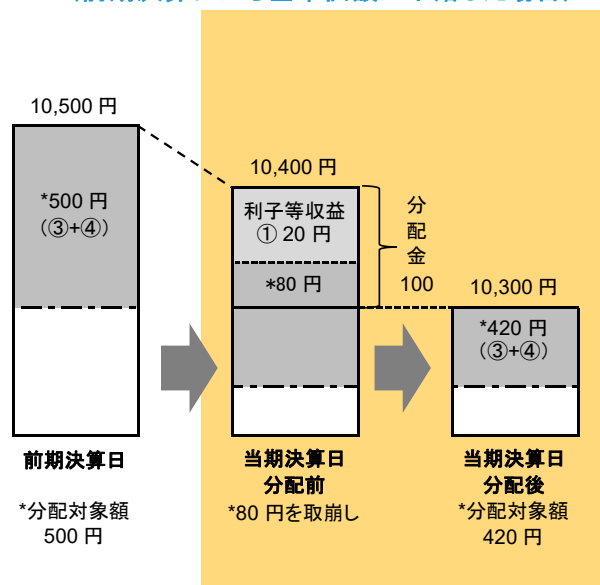 10,500 円
*500 円
(③+④)
前期決算日
*分配対象額
500 円
10,400 円
利子等収益
① 20 円
*80 円
分
配
金
100
当期決算日
分配前
*80 円を取崩し
10,300 円
*420 円
(③+④)
当期決算日
分配後
*分配対象額
420 円